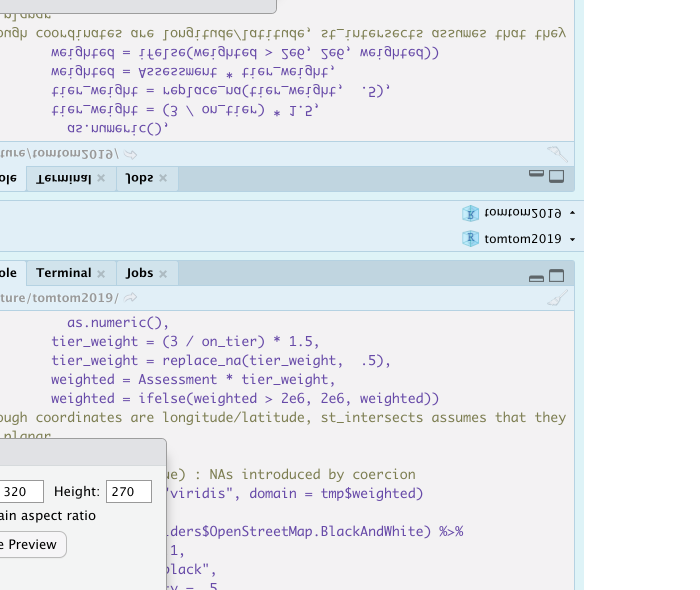 planar
ough coordinates are longitude/latitude, st_intersects assumes that they
weighted = ifelse(weighted > 2e6, 2e6, weighted))
weighted = Assessment * tier_weight,
tier_weight = replace_na(tier_weight, .5),
tier_weight = (3 / on_tier) * 1.5,
as.numeric(),
ture/tomtom2019/
ole Terminal Jobs
tomtom2019
tomtom2019
ole Terminal Jobs
ture/tomtom2019/
as.numeric(),
tier_weight = (3 / on_tier) * 1.5,
tier_weight = replace_na(tier_weight, .5),
weighted = Assessment * tier_weight,
weighted = ifelse(weighted > 2e6, 2e6, weighted))
ough coordinates are longitude/latitude, st_intersects assumes that they
planar
ue) : NAs introduced by coercion
320 Height: 270
"viridis", domain = tmp$weighted)
ain aspect ratio
iders$OpenStreetMap.BlackAndWhite) %>%
e Preview
1,
black",
= .5